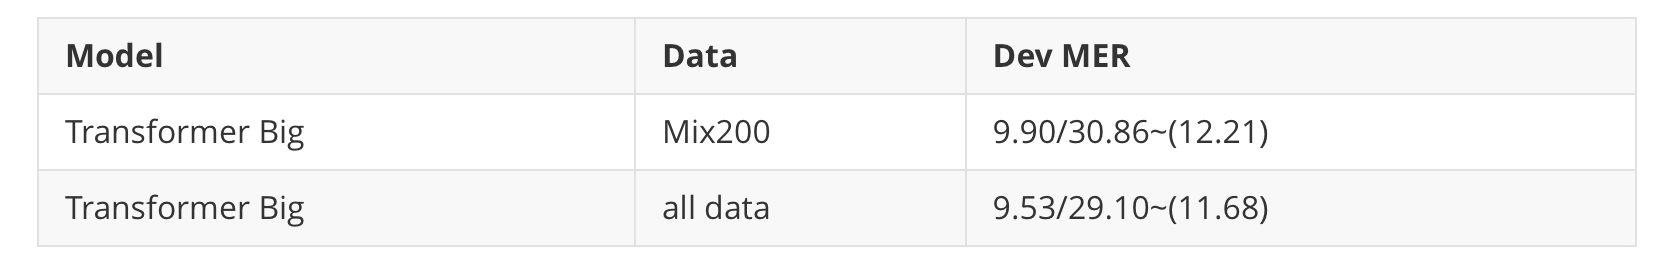 Model Data Dev MER
Transformer Big Mix200 9.90/30.86~(12.21)
Transformer Big all data 9.53/29.10~(11.68)